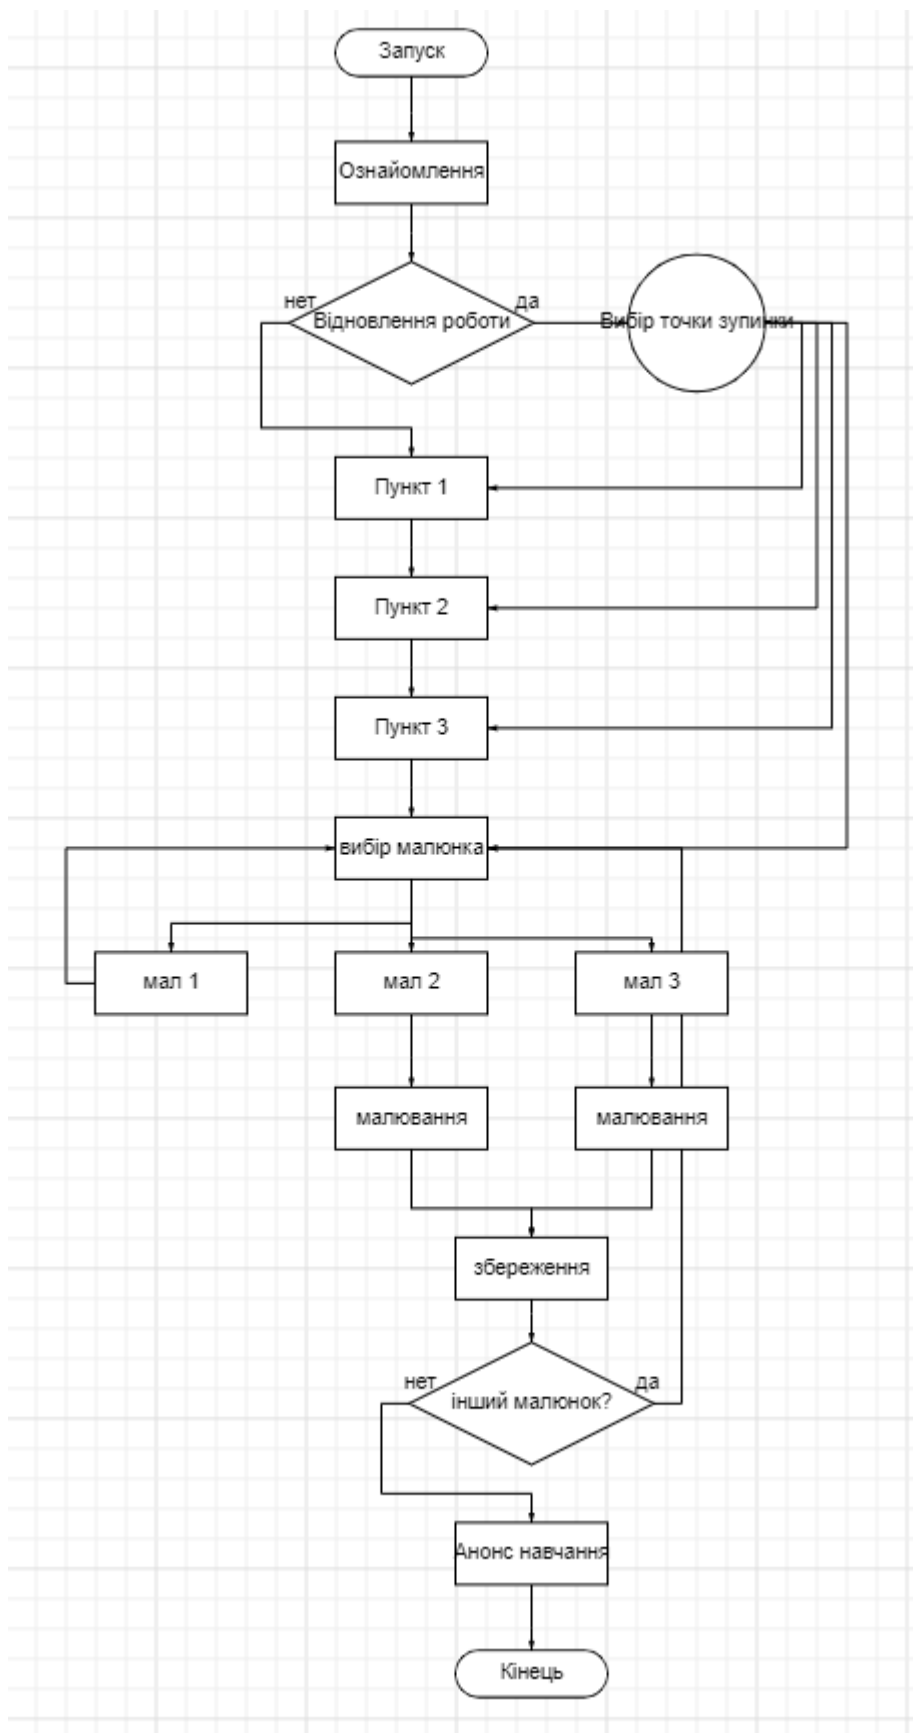 Запуск
Ознайомлення
нет
да
Відновлення роботи
Вибір точки зупинки
Пункт 1
Пункт 2
Пункт 3
вибір малюнка
мал 1
мал 2
мал 3
малювання
малювання
збереження
нет
да
інший малюнок?
Анонс навчання
Кінець